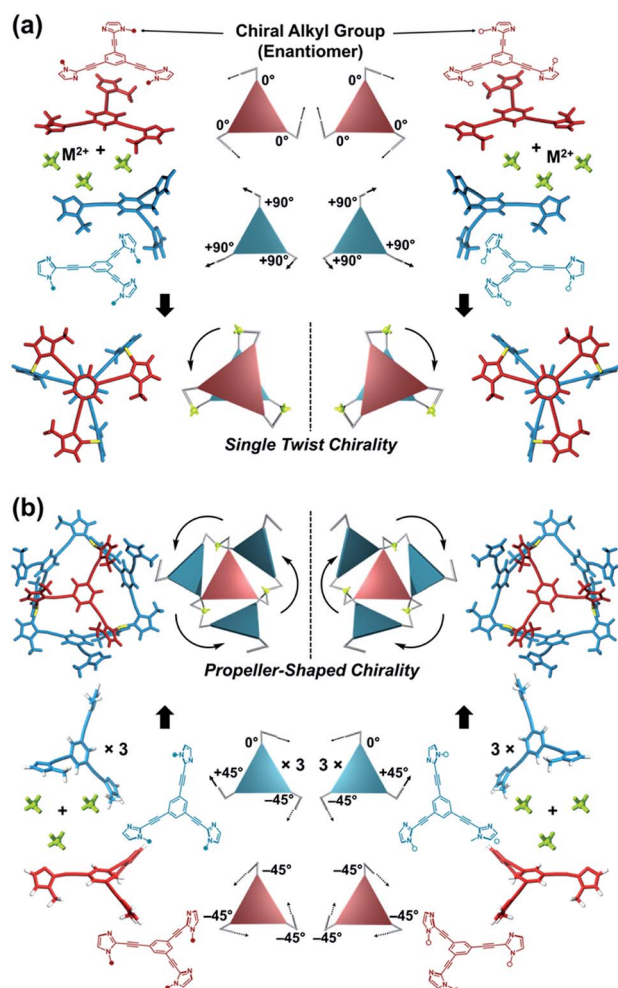 (a)
Chiral Alkyl Group
(Enantiomer)
N
N
N
N
N
N
N
N
N
N
N
N
0°
0°
0°
0°
0°
0°
M2+ +
+ M2+
+90°
+90°
+90°
+90°
+90°
+90°
N
N
N
N
N
N
N
N
N
N
N
N
Single Twist Chirality
(b)
Propeller-Shaped Chirality
× 3
N
N
N
N
N
N
0°
+45°
−45°
× 3
3 ×
0°
+45°
−45°
N
N
N
N
N
N
3 ×
+
+
−45°
−45°
−45°
−45°
−45°
−45°
N
N
N
N
N
N
N
N
N
N
N
N